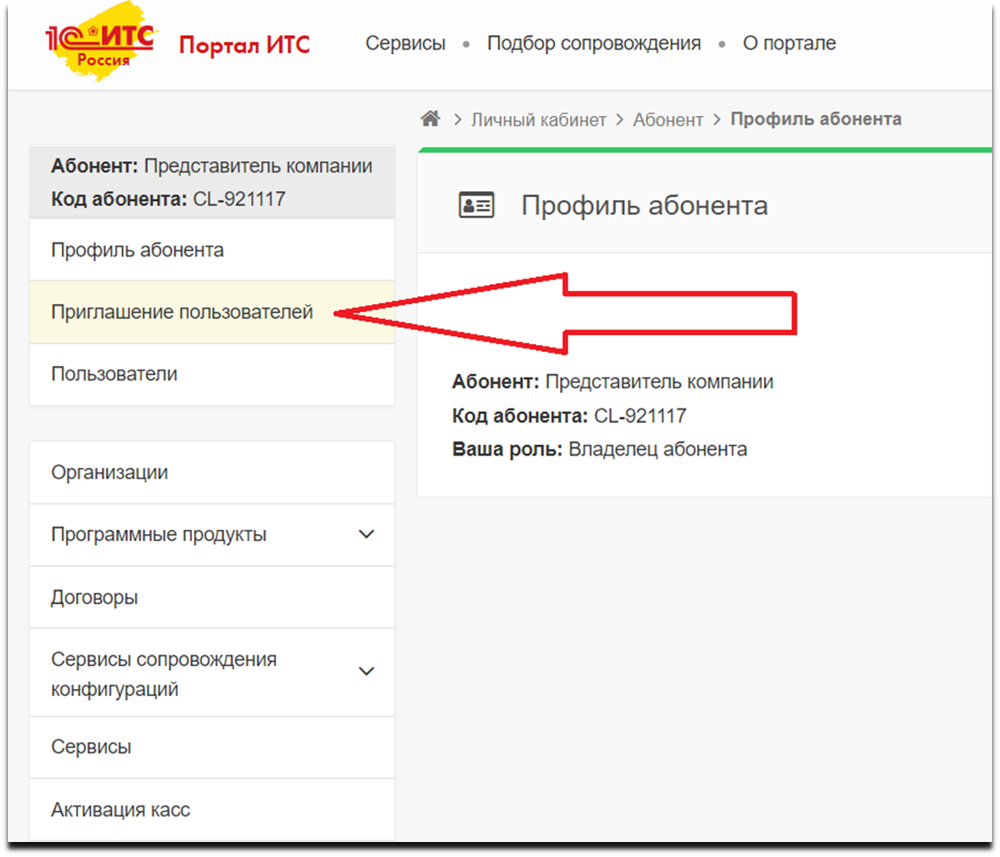 1С ИТС
Россия
Портал ИТС
Сервисы • Подбор сопровождения • О портале
Личный кабинет > Абонент > Профиль абонента
Абонент: Представитель компании
Код абонента: CL-921117
Профиль абонента
Приглашение пользователей
Пользователи
Организации
Программные продукты
Договоры
Сервисы сопровождения
конфигураций
Сервисы
Активация касс
Профиль абонента
Абонент: Представитель компании
Код абонента: CL-921117
Ваша роль: Владелец абонента